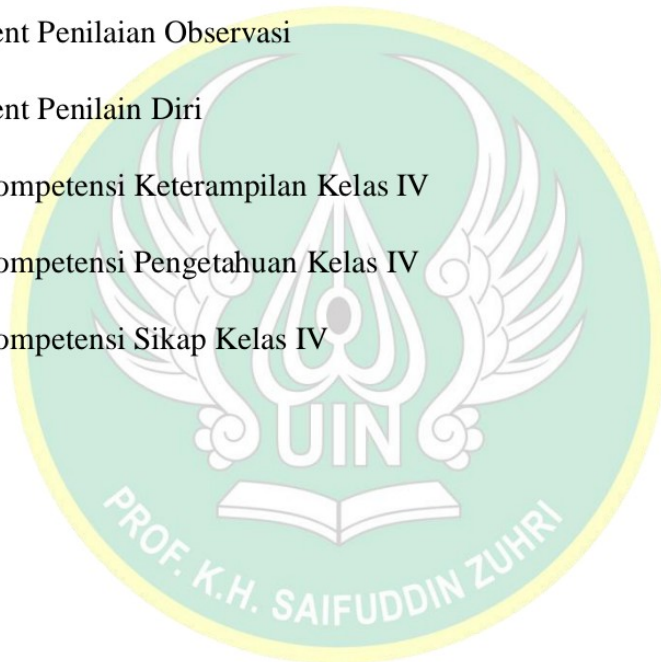 ent Penilaian Observasi
ent Penilain Diri
ompetensi Keterampilan Kelas IV
ompetensi Pengetahuan Kelas IV
ompetensi Sikap Kelas IV
UIN
PROF. K.H. SAIFUDDIN ZUHRI